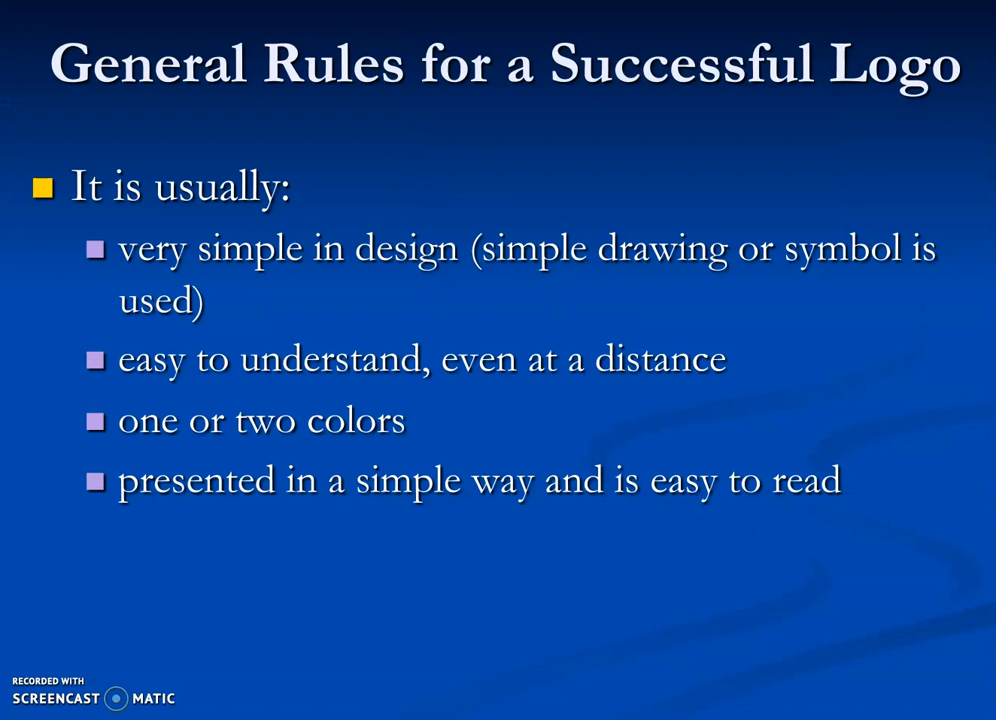 General Rules for a Successful Logo
It is usually:
very simple in design (simple drawing or symbol is
used)
easy to understand, even at a distance
one or two colors
presented in a simple way and is easy to read
RECORDED WITH
SCREENCAST MATIC